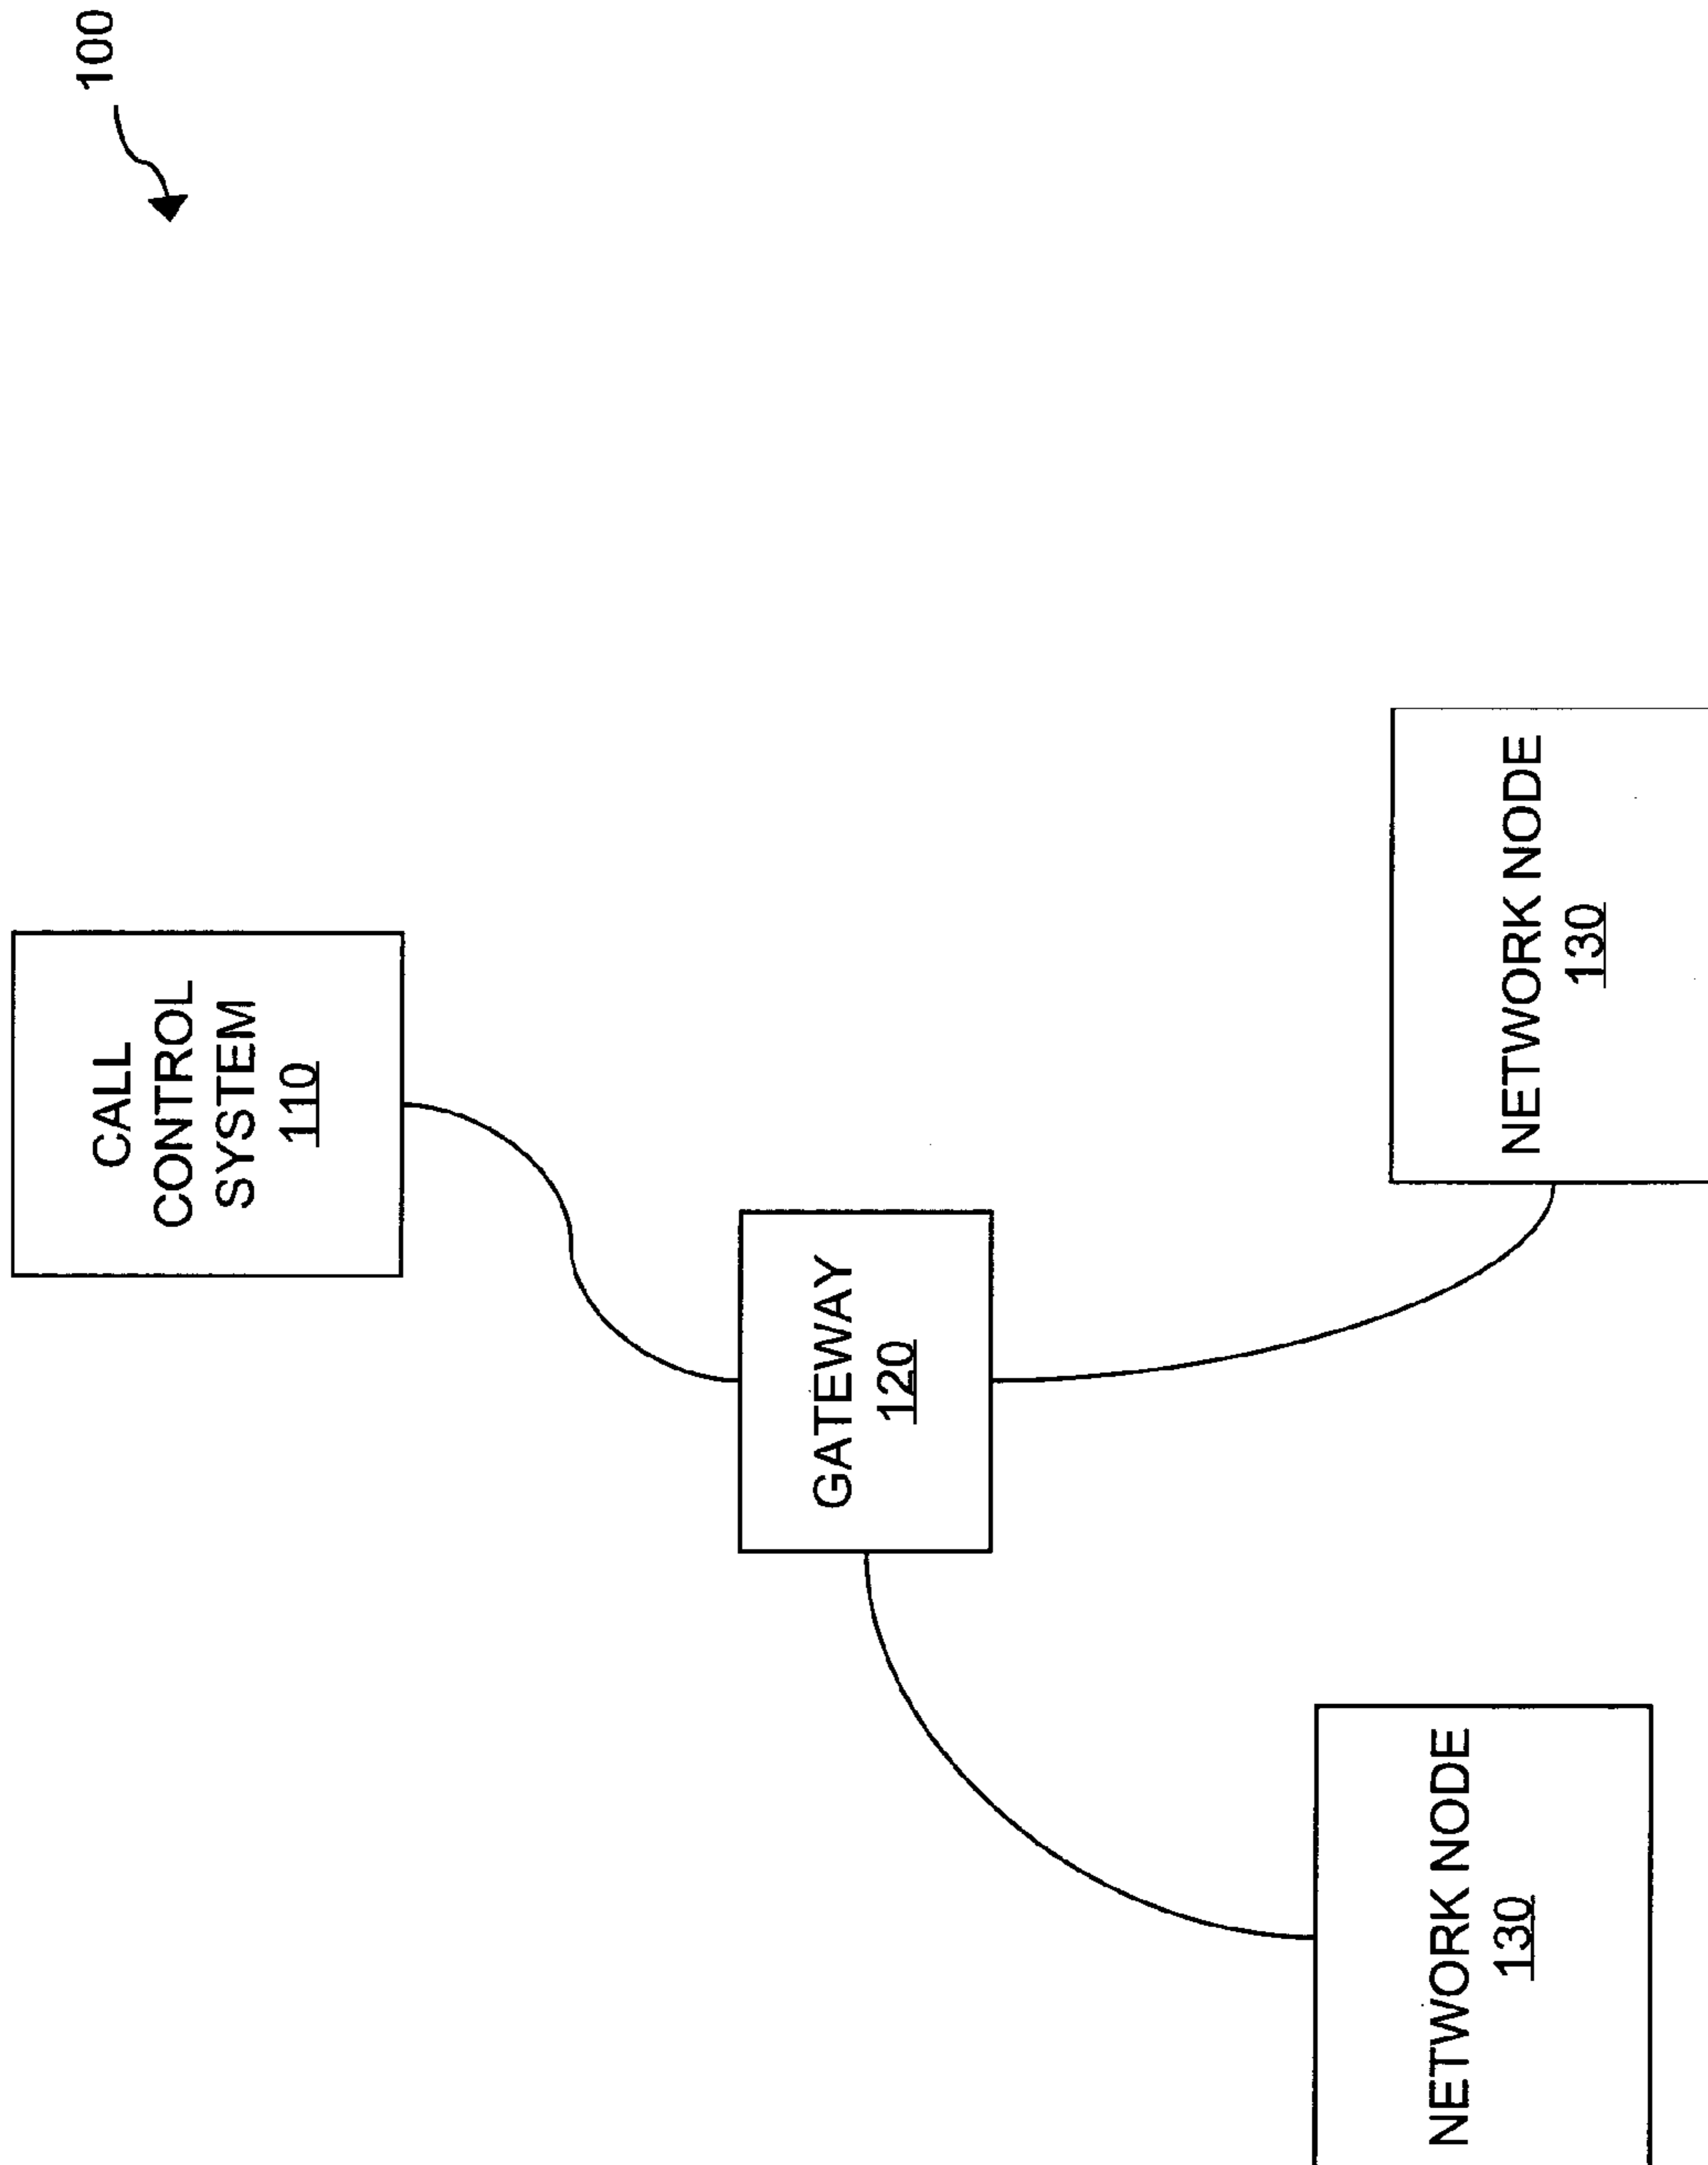 100
CALL
CONTROL
SYSTEM
110
GATEWAY
120
NETWORK NODE
130
NETWORK NODE
130